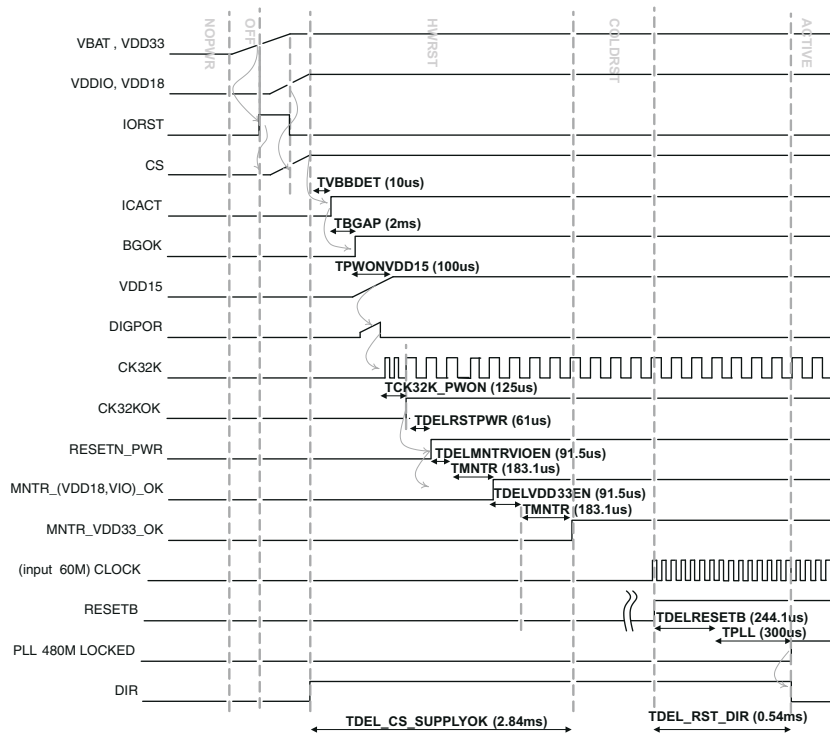 NOPWR
OFF
HWRST
COLDRST
ACTIVE
VBAT , VDD33
VDDIO, VDD18
IORST
CS
TVBBDET (10us)
ICACT
TBGAP (2ms)
BGOK
TPWONVDD15 (100us)
VDD15
DIGPOR
CK32K
TCK32K_PWON (125us)
CK32KOK
TDELRSTPWR (61us)
RESETN_PWR
TDELMNTRVIOEN (91.5us)
TMNTR (183.1us)
MNTR_(VDD18,VIO)_OK
TDELVDD33EN (91.5us)
TMNTR (183.1us)
MNTR_VDD33_OK
(input 60M) CLOCK
RESETB
TDELRESETB (244.1us)
TPLL (300us)
PLL 480M LOCKED
DIR
TDEL_CS_SUPPLYOK (2.84ms)
TDEL_RST_DIR (0.54ms)